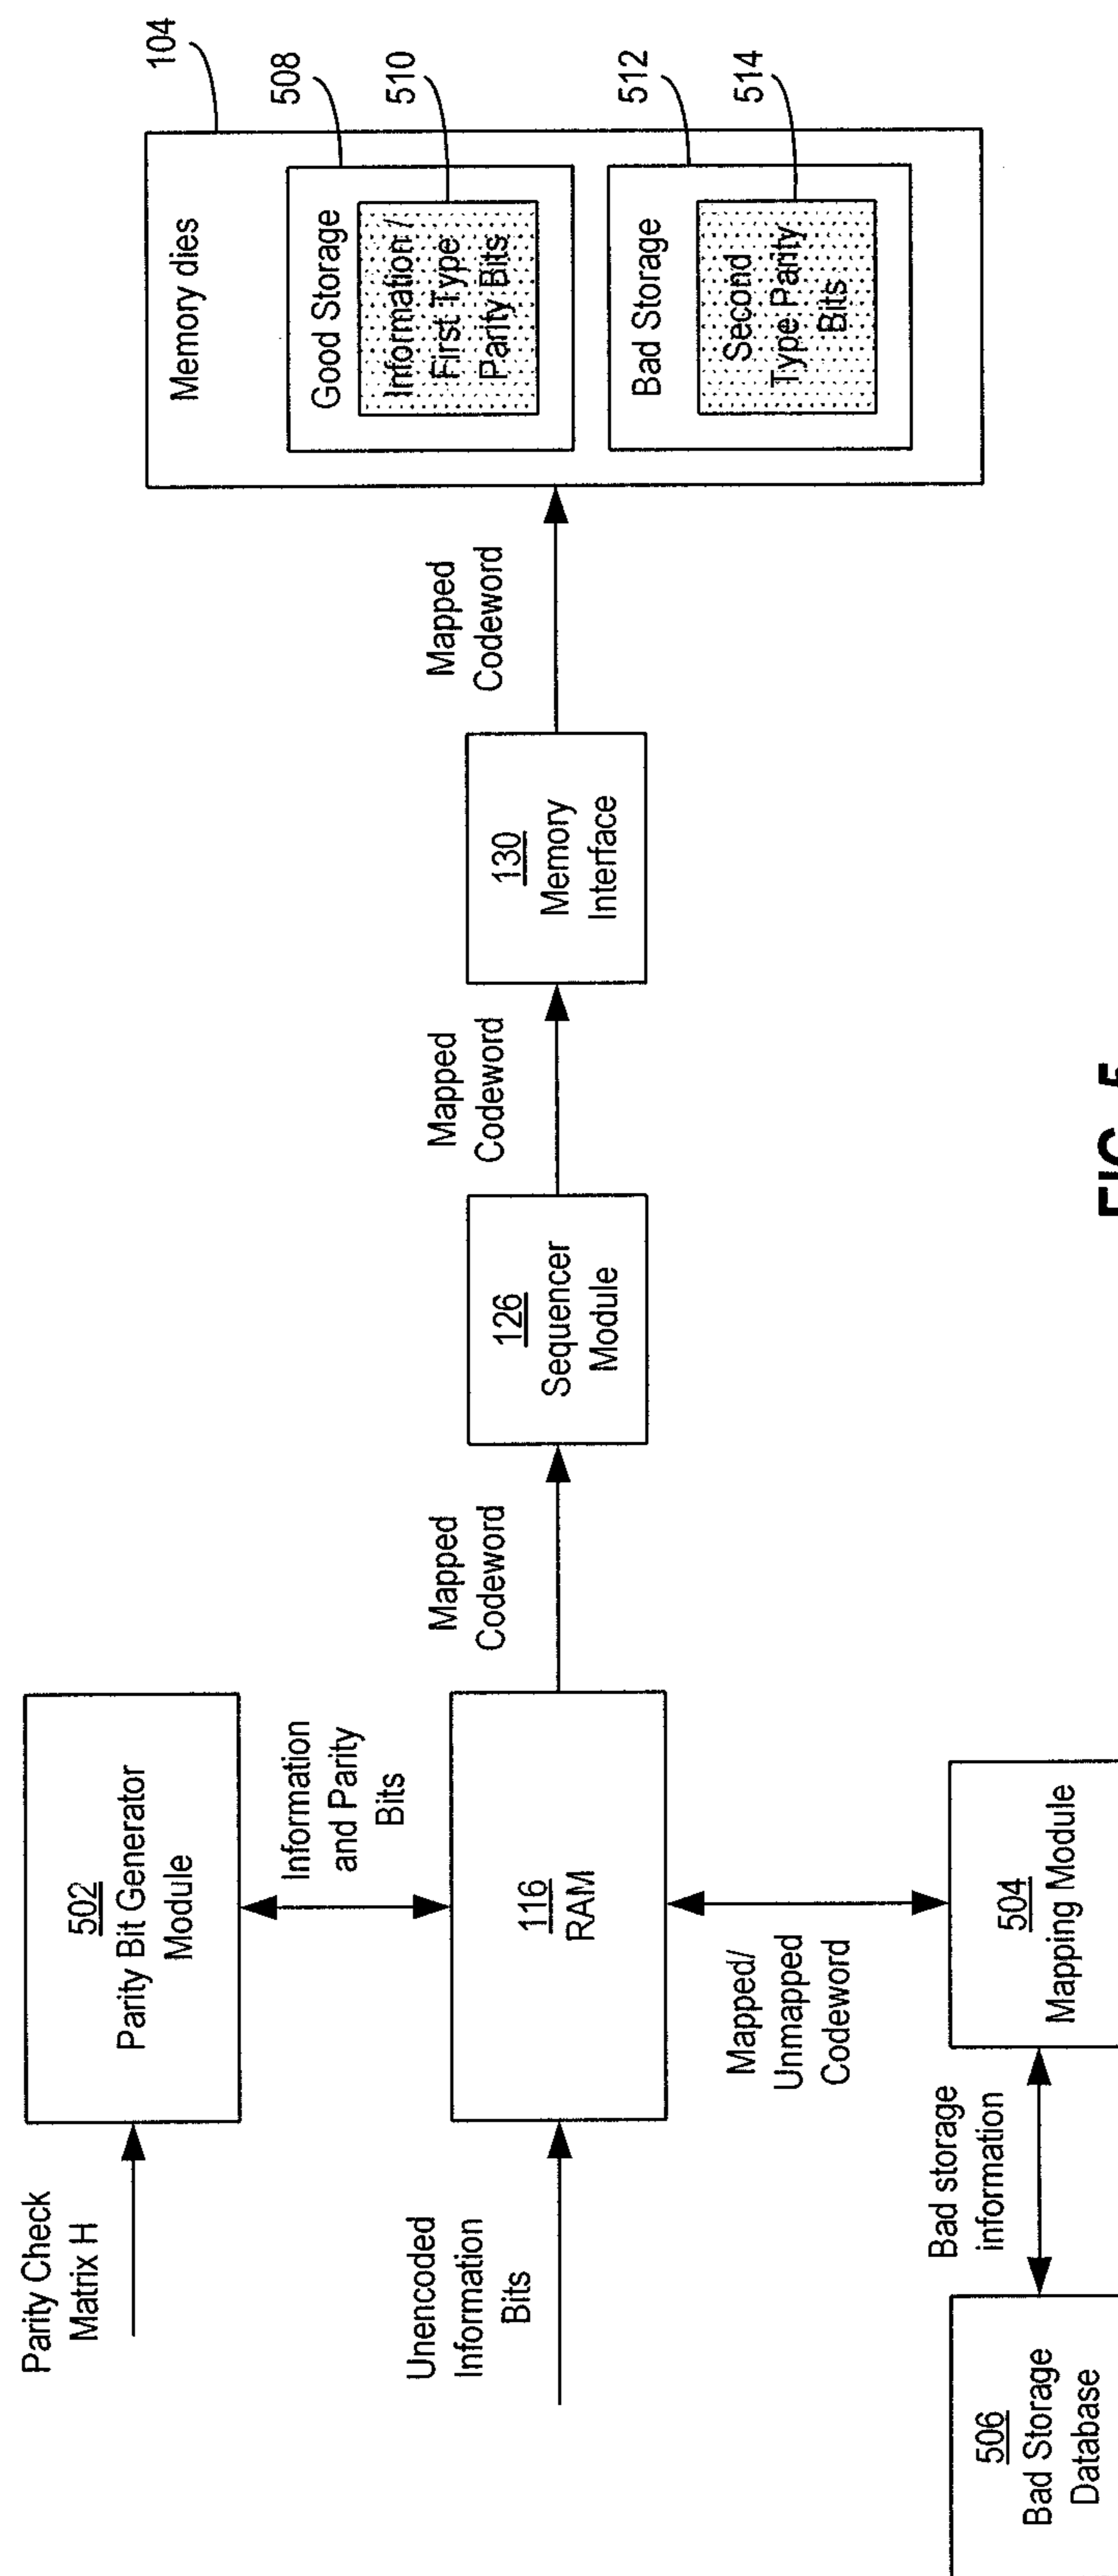 Parity Check
Matrix H
502
Parity Bit Generator
Module
Information
and Parity
Bits
Unencoded
Information
Bits
116
RAM
Mapped
Codeword
126
Sequencer
Module
Mapped
Codeword
130
Memory
Interface
Mapped
Codeword
Memory dies
104
Good Storage
508
Information /
First Type
Parity Bits
510
Bad Storage
512
Second
Type Parity
Bits
514
Mapped/
Unmapped
Codeword
504
Mapping Module
Bad storage
information
506
Bad Storage
Database
FIG. 5